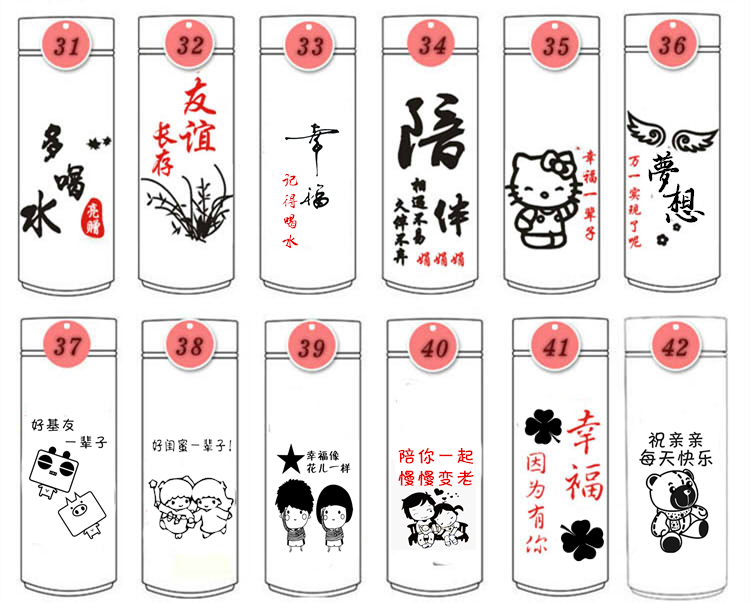 31
多喝水
亮赠
32
友谊
长存
33
幸福
记得喝水
34
陪伴
相遇不易
久伴不弃
娟娟娟
35
幸福一辈子
36
梦想
万一实现了呢
37
好基友
一辈子
38
好闺蜜一辈子!
39
幸福像
花儿一样
40
陪你一起
慢慢变老
41
幸福
因为有你
42
祝亲亲
每天快乐